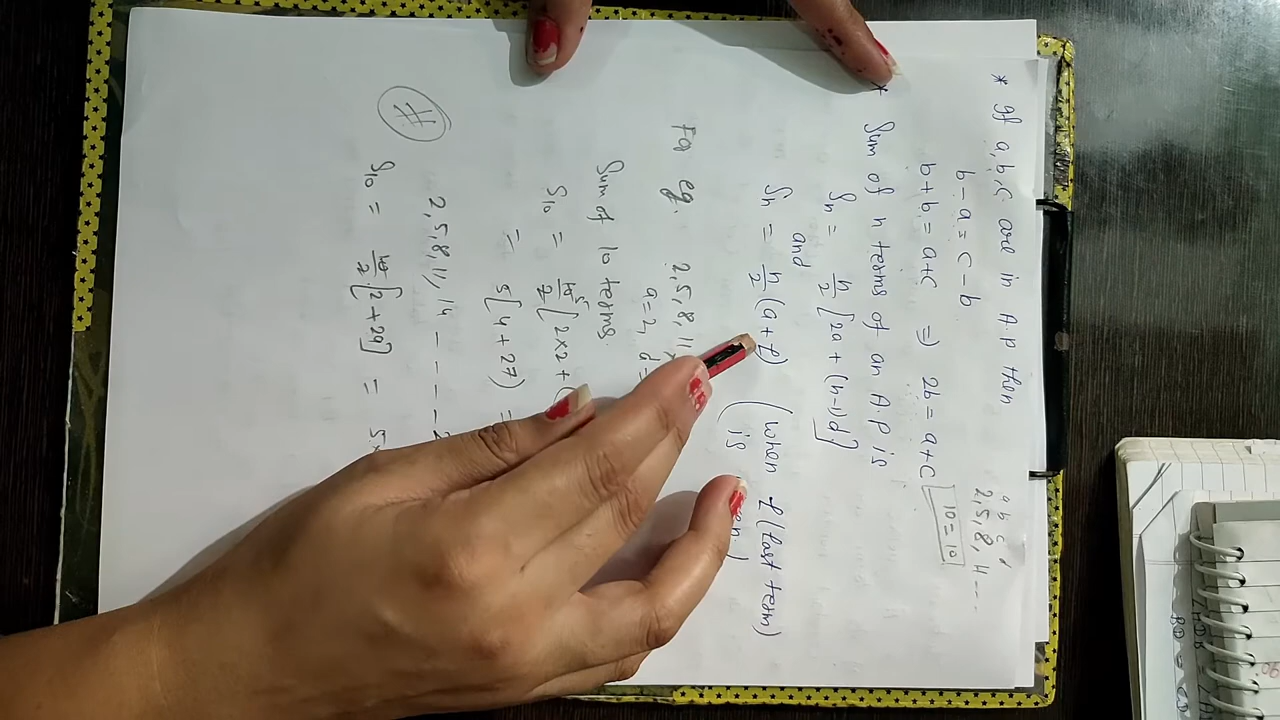 * If a, b, c are in A.P then
b - a = c - b
b + b = a + c ⇒ 2b = a + c
a b c d
2, 5, 8, 11 ----
10 = 10
* Sum of n terms of an A.P is
Sn = n/2 [2a + (n-1)d]
and
Sn = n/2 (a + l) (when l (last term)
is
For eg. 2, 5, 8, 11
a = 2, d =
Sum of 10 terms.
S10 = 10/2 5 [2×2 + (
= 5 [4 + 27) =
#
2, 5, 8, 11, 14 - - - - 2
S10 = 10/2 [2 + 29] = 5×